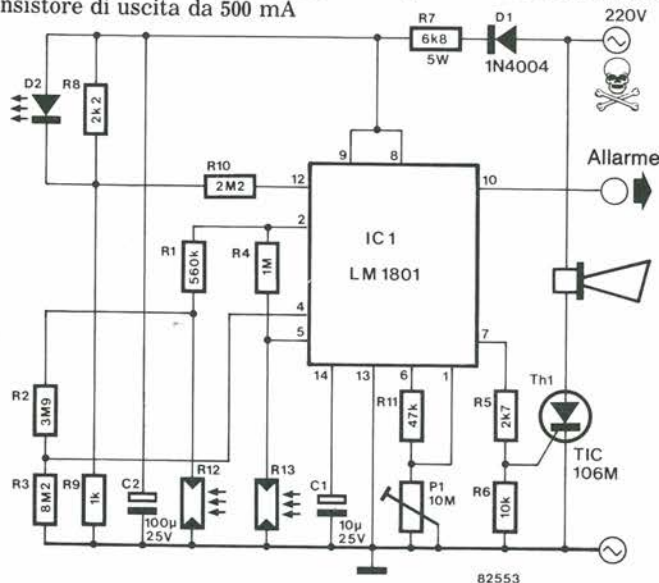 nsistore di uscita da 500 mA
R7
6k8
5W
D1
1N4004
220V
D2
R8
2k2
9
8
Allarme
R10
2M2
12
10
2
IC 1
LM 1801
R1
560k
R4
1M
4
5
7
14
13
6
1
R2
3M9
R11
47k
R5
2k7
Th1
TIC
106M
R3
8M2
R9
1k
C2
100µ
25V
R12
R13
C1
10µ
25V
P1
10M
R6
10k
82553